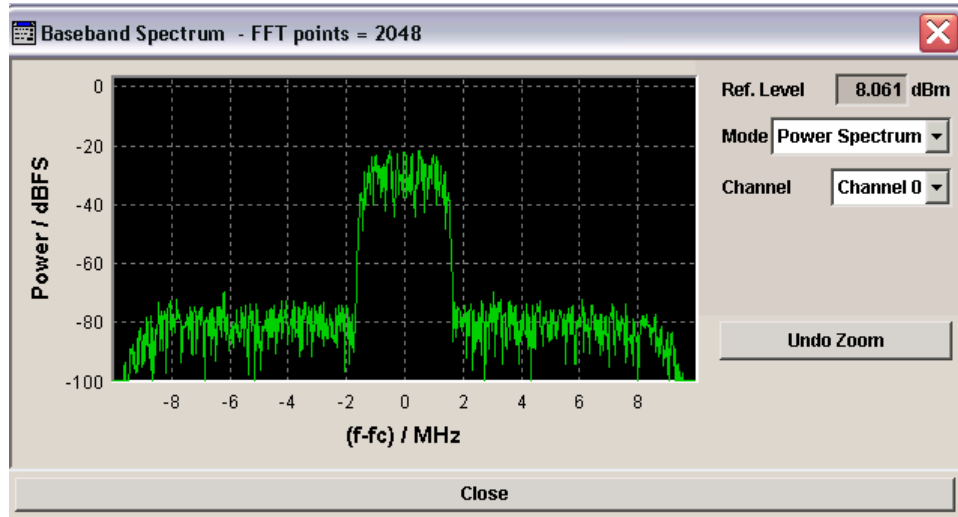 Baseband Spectrum - FFT points = 2048
0
-20
-40
-60
-80
-100
Power / dBFS
-8 -6 -4 -2 0 2 4 6 8
(f-fc) / MHz
Ref. Level 8.061 dBm
Mode Power Spectrum
Channel Channel 0
Undo Zoom
Close